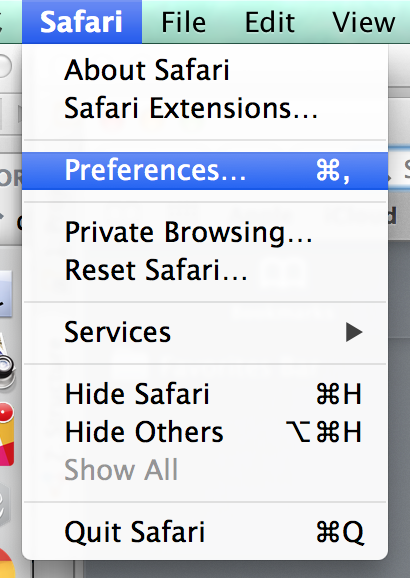 Safari File Edit View
About Safari
Safari Extensions...
Preferences... ⌘,
Private Browsing...
Reset Safari...
Services ▶
Hide Safari ⌘H
Hide Others ⌥⌘H
Show All
Quit Safari ⌘Q